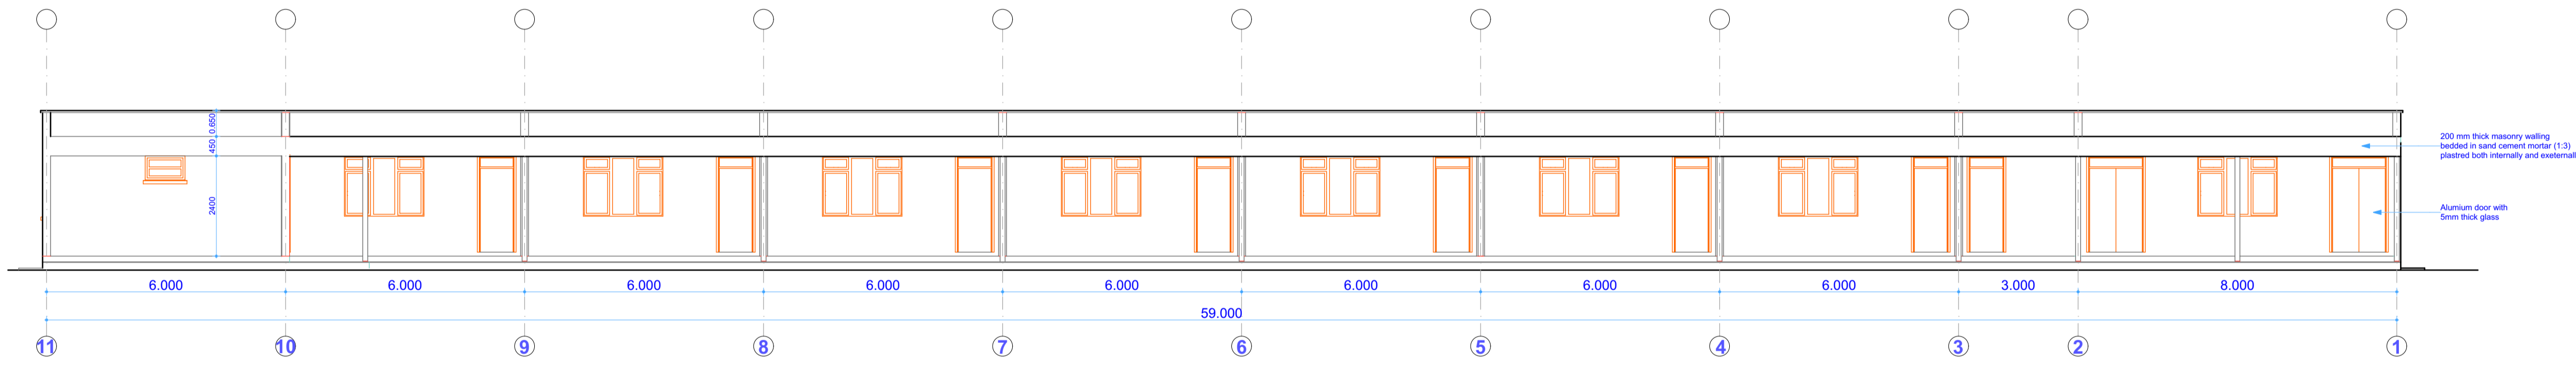 0.650
450
2400
200 mm thick masonry walling
bedded in sand cement mortar (1:3)
plastred both internally and exeternall
Alumium door with
5mm thick glass
6.000 6.000 6.000 6.000 6.000 6.000 6.000 6.000 3.000 8.000
59.000
11 10 9 8 7 6 5 4 3 2 1